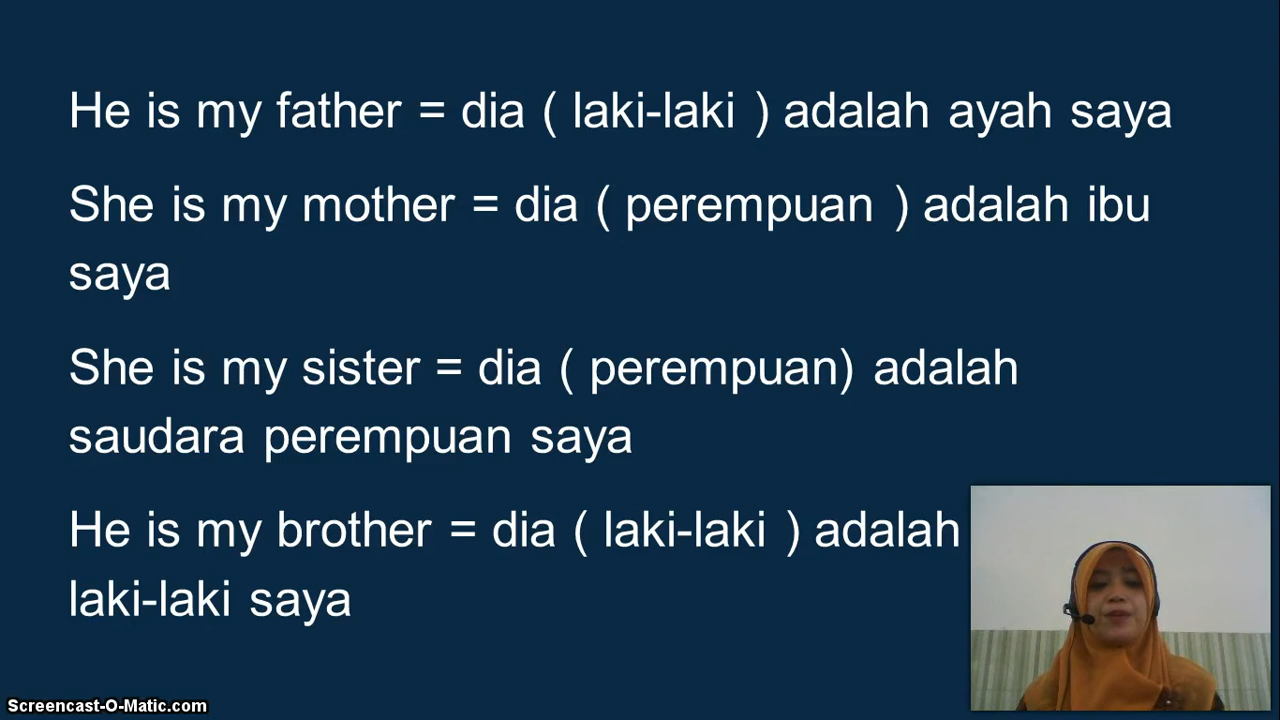 He is my father = dia ( laki-laki ) adalah ayah saya
She is my mother = dia ( perempuan ) adalah ibu
saya
She is my sister = dia ( perempuan) adalah
saudara perempuan saya
He is my brother = dia ( laki-laki ) adalah
laki-laki saya
Screencast-O-Matic.com